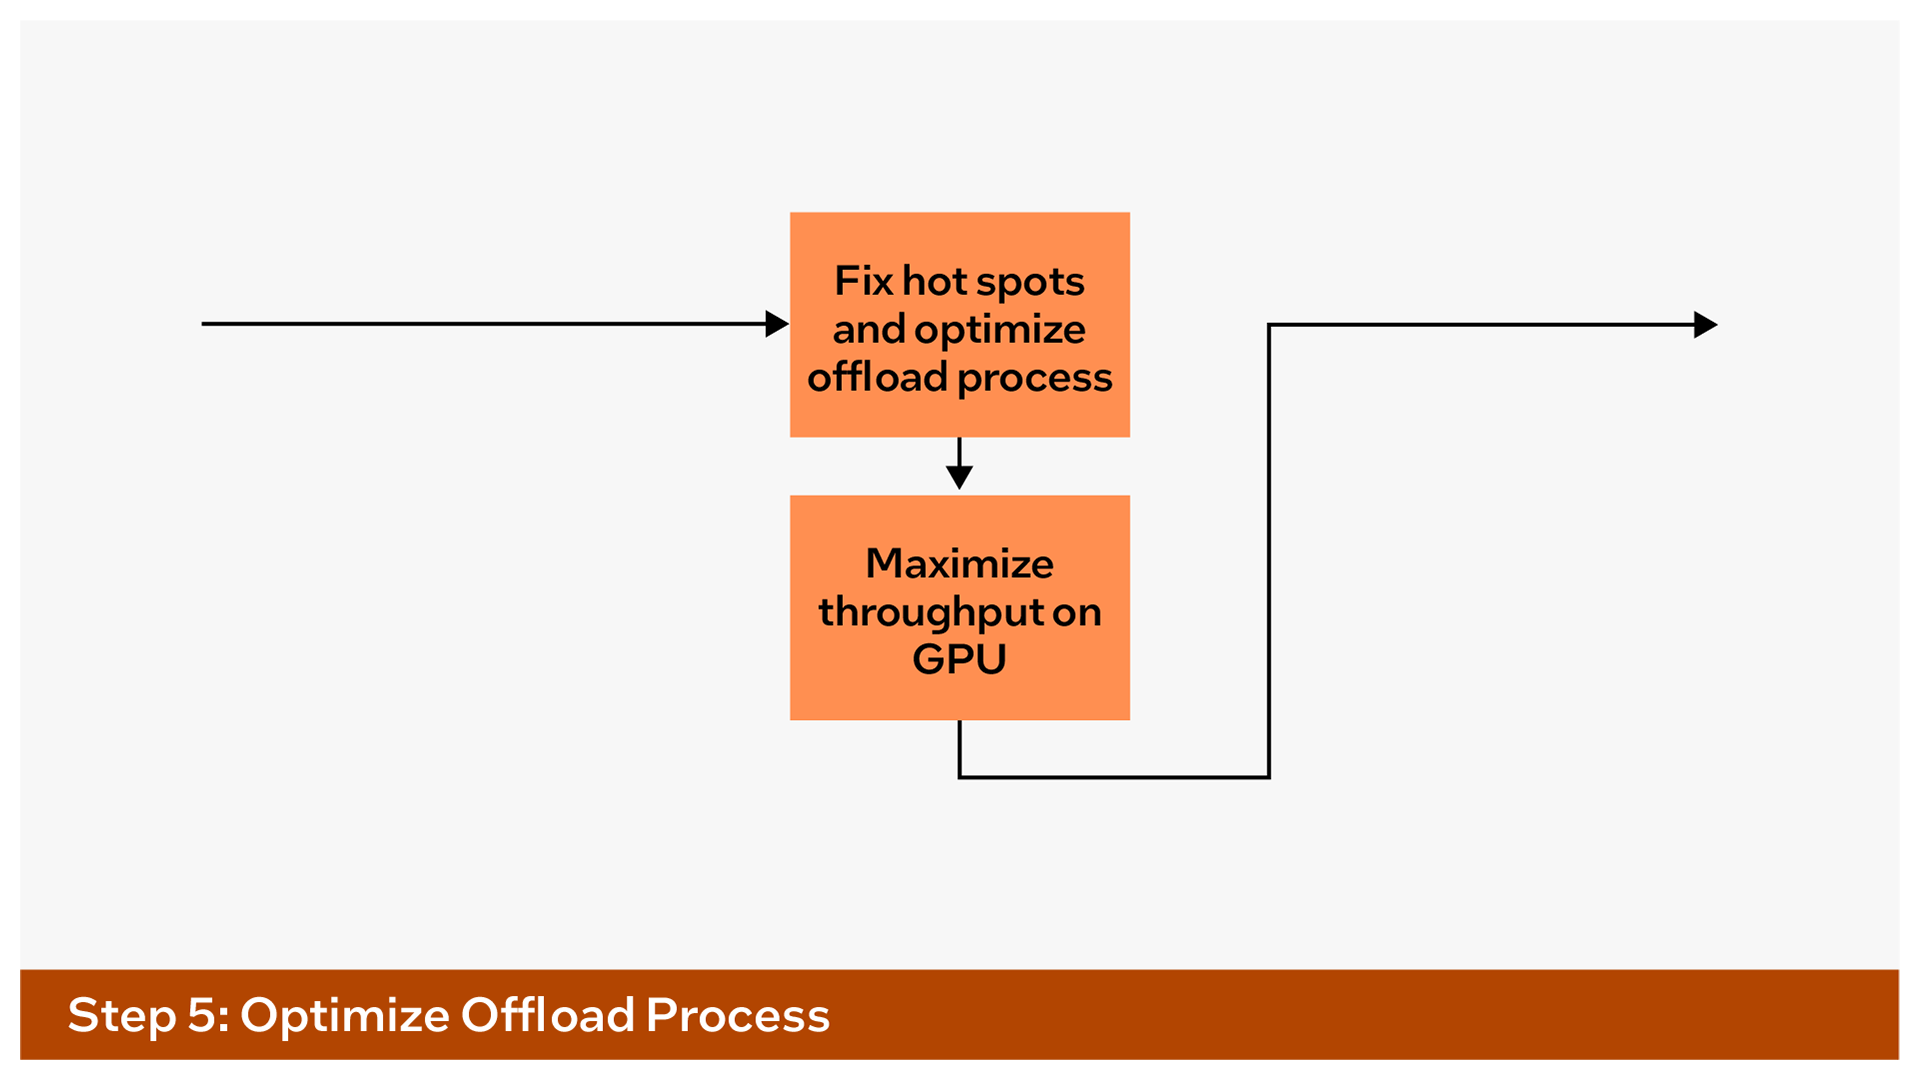 Fix hot spots
and optimize
offload process
Maximize
throughput on
GPU
Step 5: Optimize Offload Process